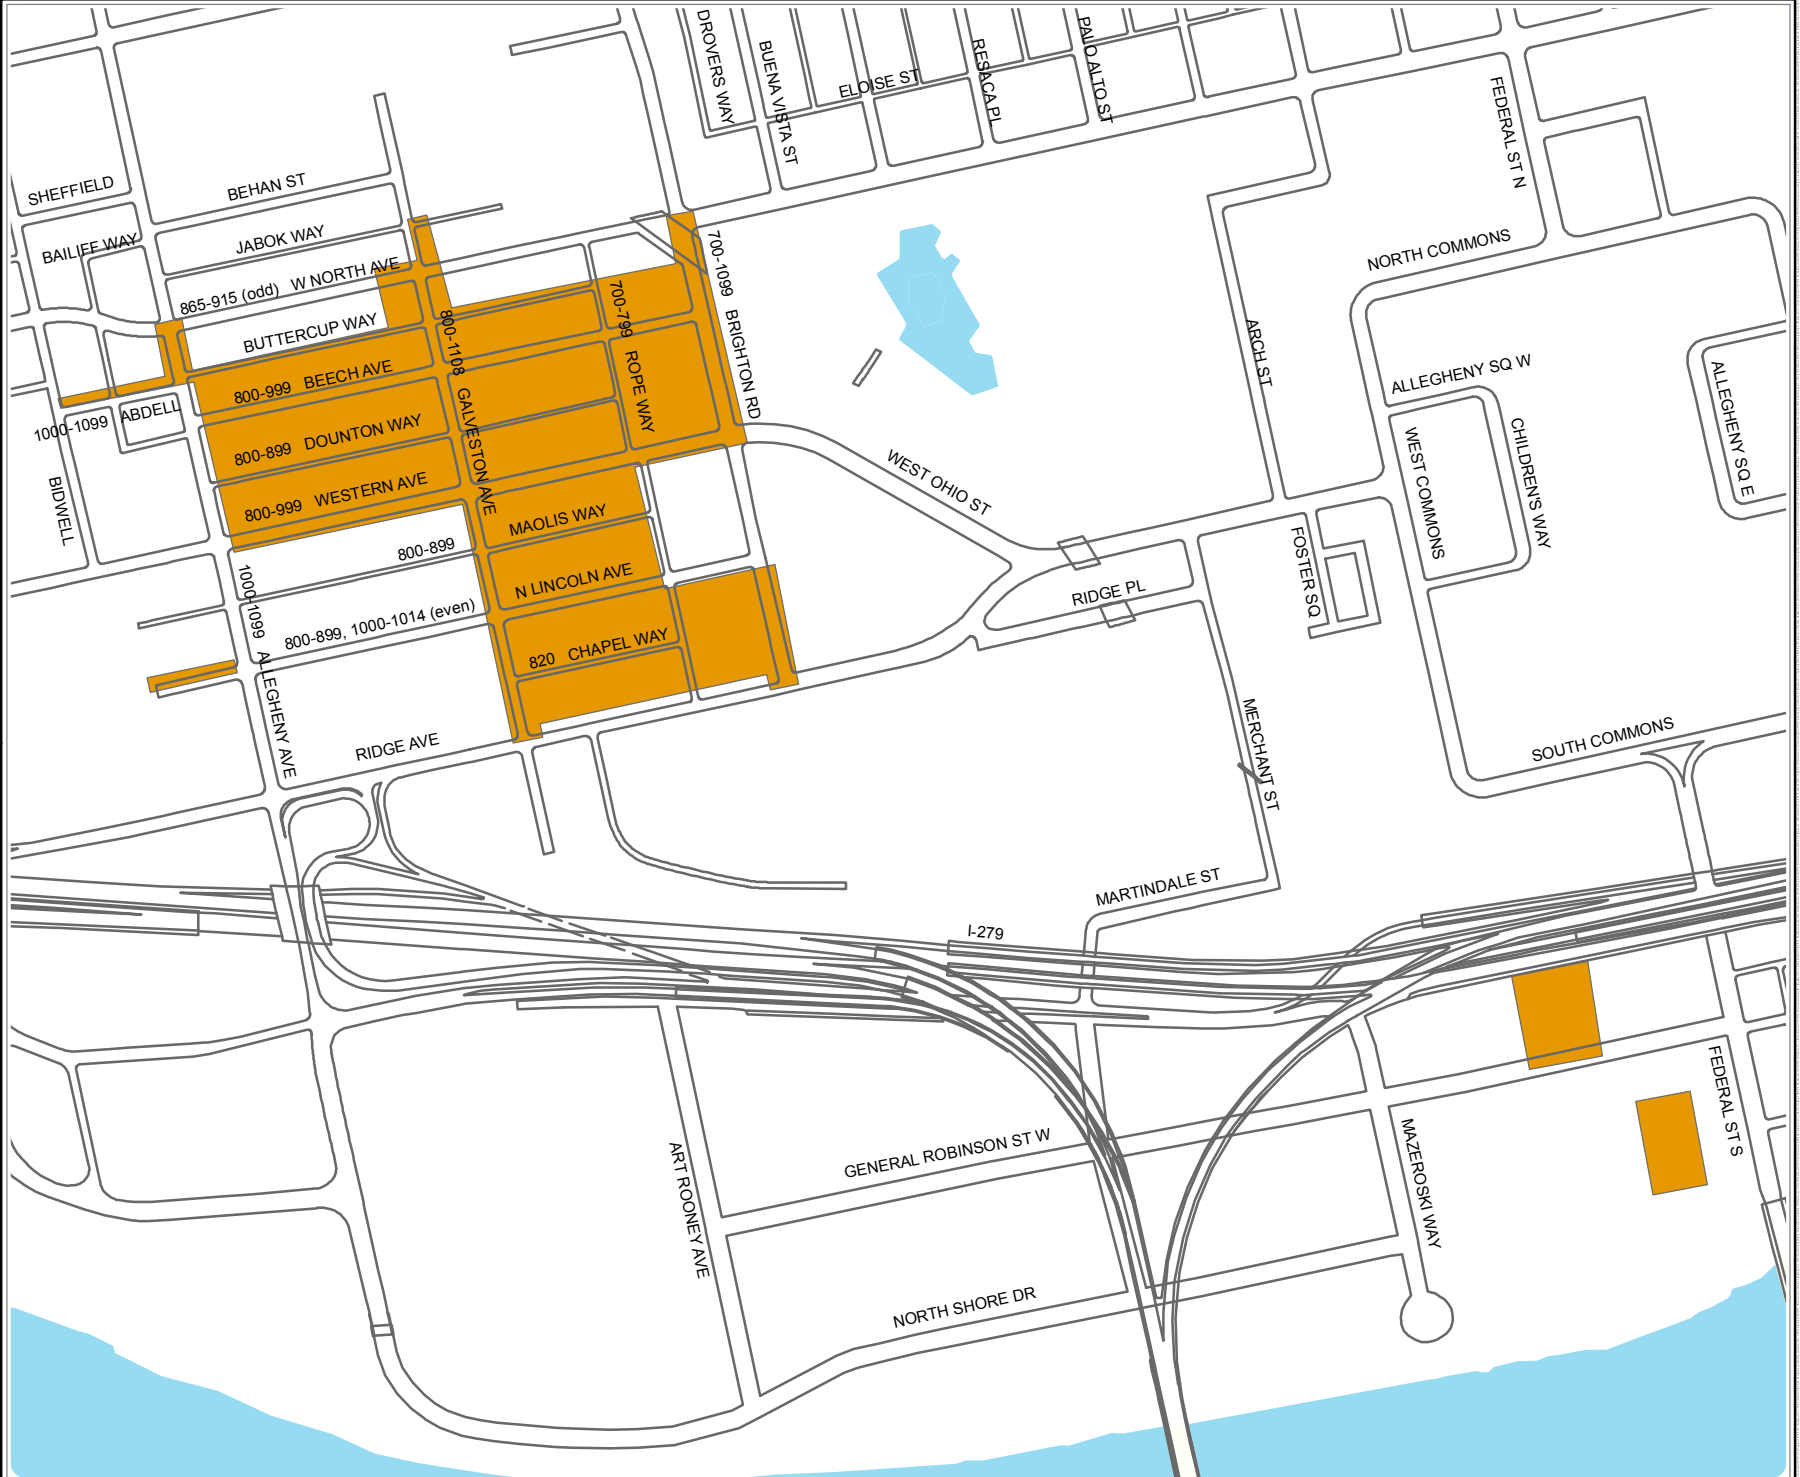 DROVERS WAY
BUENA VISTA ST
ELOISE ST
RESACA PL
PALO ALTO ST
FEDERAL ST N
SHEFFIELD
BEHAN ST
BAILIFF WAY
JABOK WAY
865-915 (odd) W NORTH AVE
BUTTERCUP WAY
700-1099 BRIGHTON RD
NORTH COMMONS
800-1108 GALVESTON AVE
700-799 ROPE WAY
ARCH ST
800-999 BEECH AVE
ALLEGHENY SQ W
ALLEGHENY SQ E
1000-1099 ABDELL
800-899 DOUNTON WAY
WEST COMMONS
CHILDREN'S WAY
BIDWELL
800-999 WESTERN AVE
WEST OHIO ST
MAOLIS WAY
800-899
FOSTER SQ
1000-1099 ALLEGHENY AVE
N LINCOLN AVE
RIDGE PL
800-899, 1000-1014 (even)
820 CHAPEL WAY
MERCHANT ST
RIDGE AVE
SOUTH COMMONS
MARTINDALE ST
I-279
FEDERAL ST S
ART ROONEY AVE
GENERAL ROBINSON ST W
MAZEROSKI WAY
NORTH SHORE DR